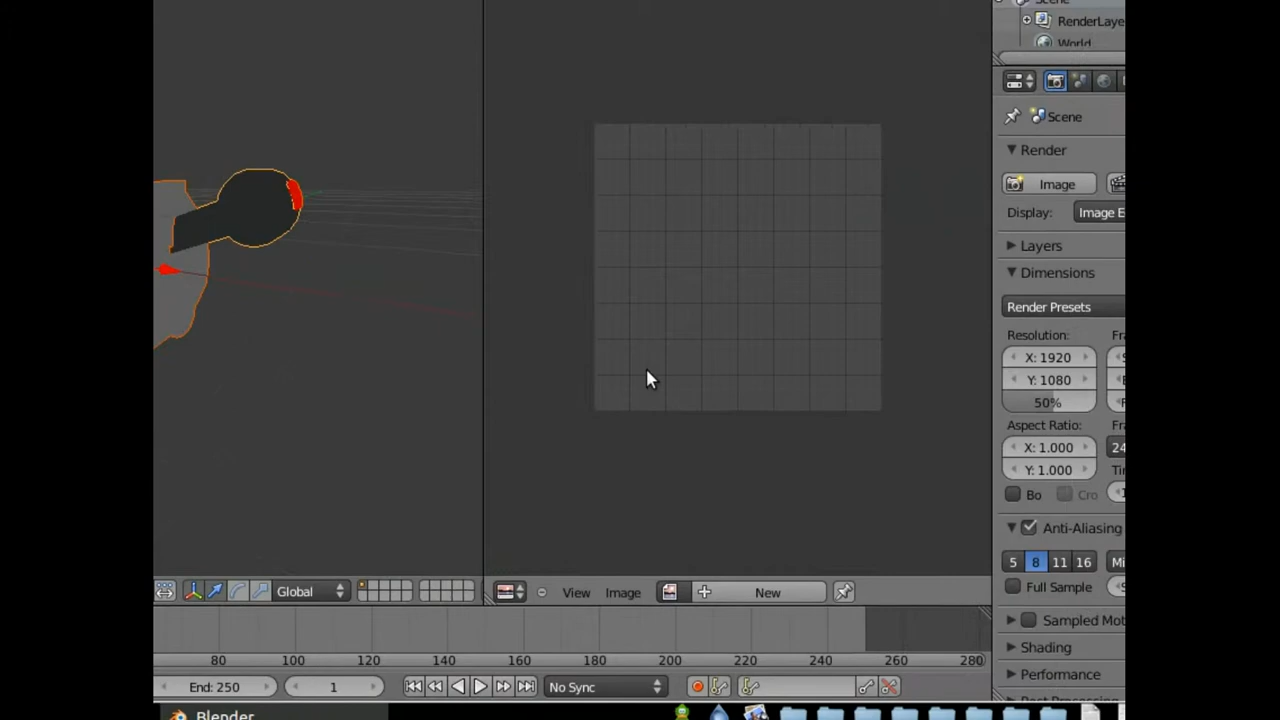 Scene
RenderLaye
World
Scene
Render
Image
Display: Image E
Layers
Dimensions
Render Presets
Resolution: Fra
X: 1920
Y: 1080
50%
Aspect Ratio: Fra
X: 1.000 24
Y: 1.000 Tir
Bo Cro
Anti-Aliasing
5 8 11 16 Mi
Full Sample
Sampled Mot
Shading
Performance
Global
View Image New
80 100 120 140 160 180 200 220 240 260 280
End: 250 1 No Sync
Blender